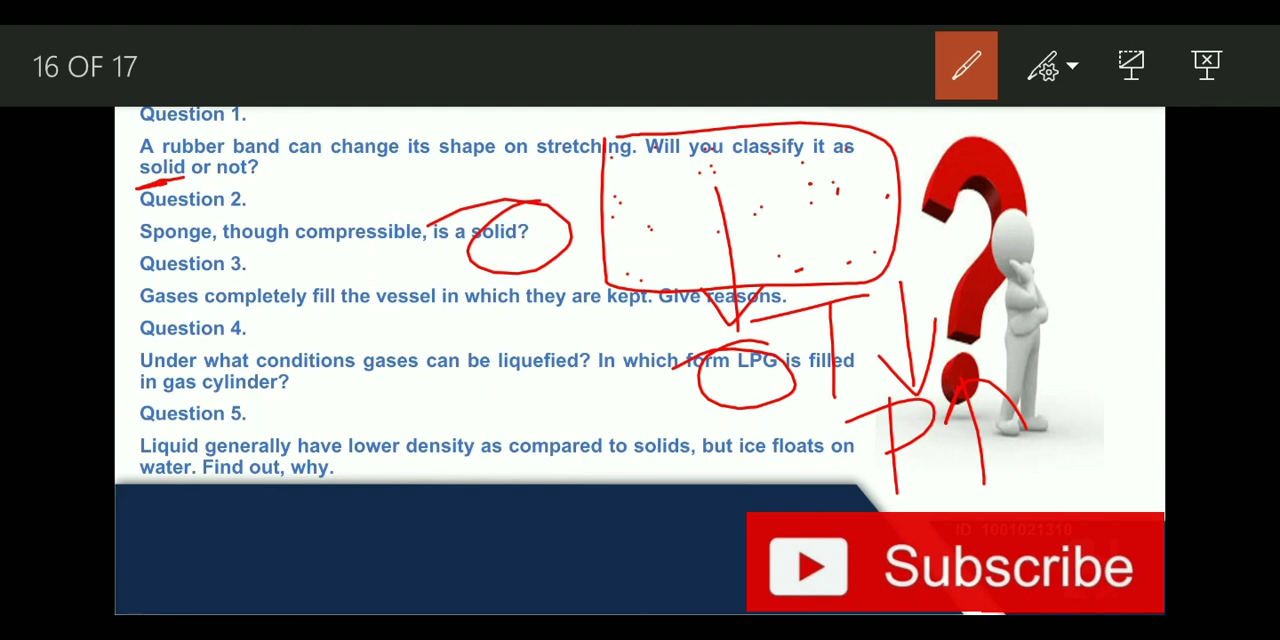 16 OF 17
Question 1.
A rubber band can change its shape on stretching. Will you classify it as
solid or not?
Question 2.
Sponge, though compressible, is a solid?
Question 3.
Gases completely fill the vessel in which they are kept. Give reasons.
Question 4.
Under what conditions gases can be liquefied? In which form LPG is filled
in gas cylinder?
T
P
Question 5.
Liquid generally have lower density as compared to solids, but ice floats on
water. Find out, why.
ID 1001021310
Subscribe